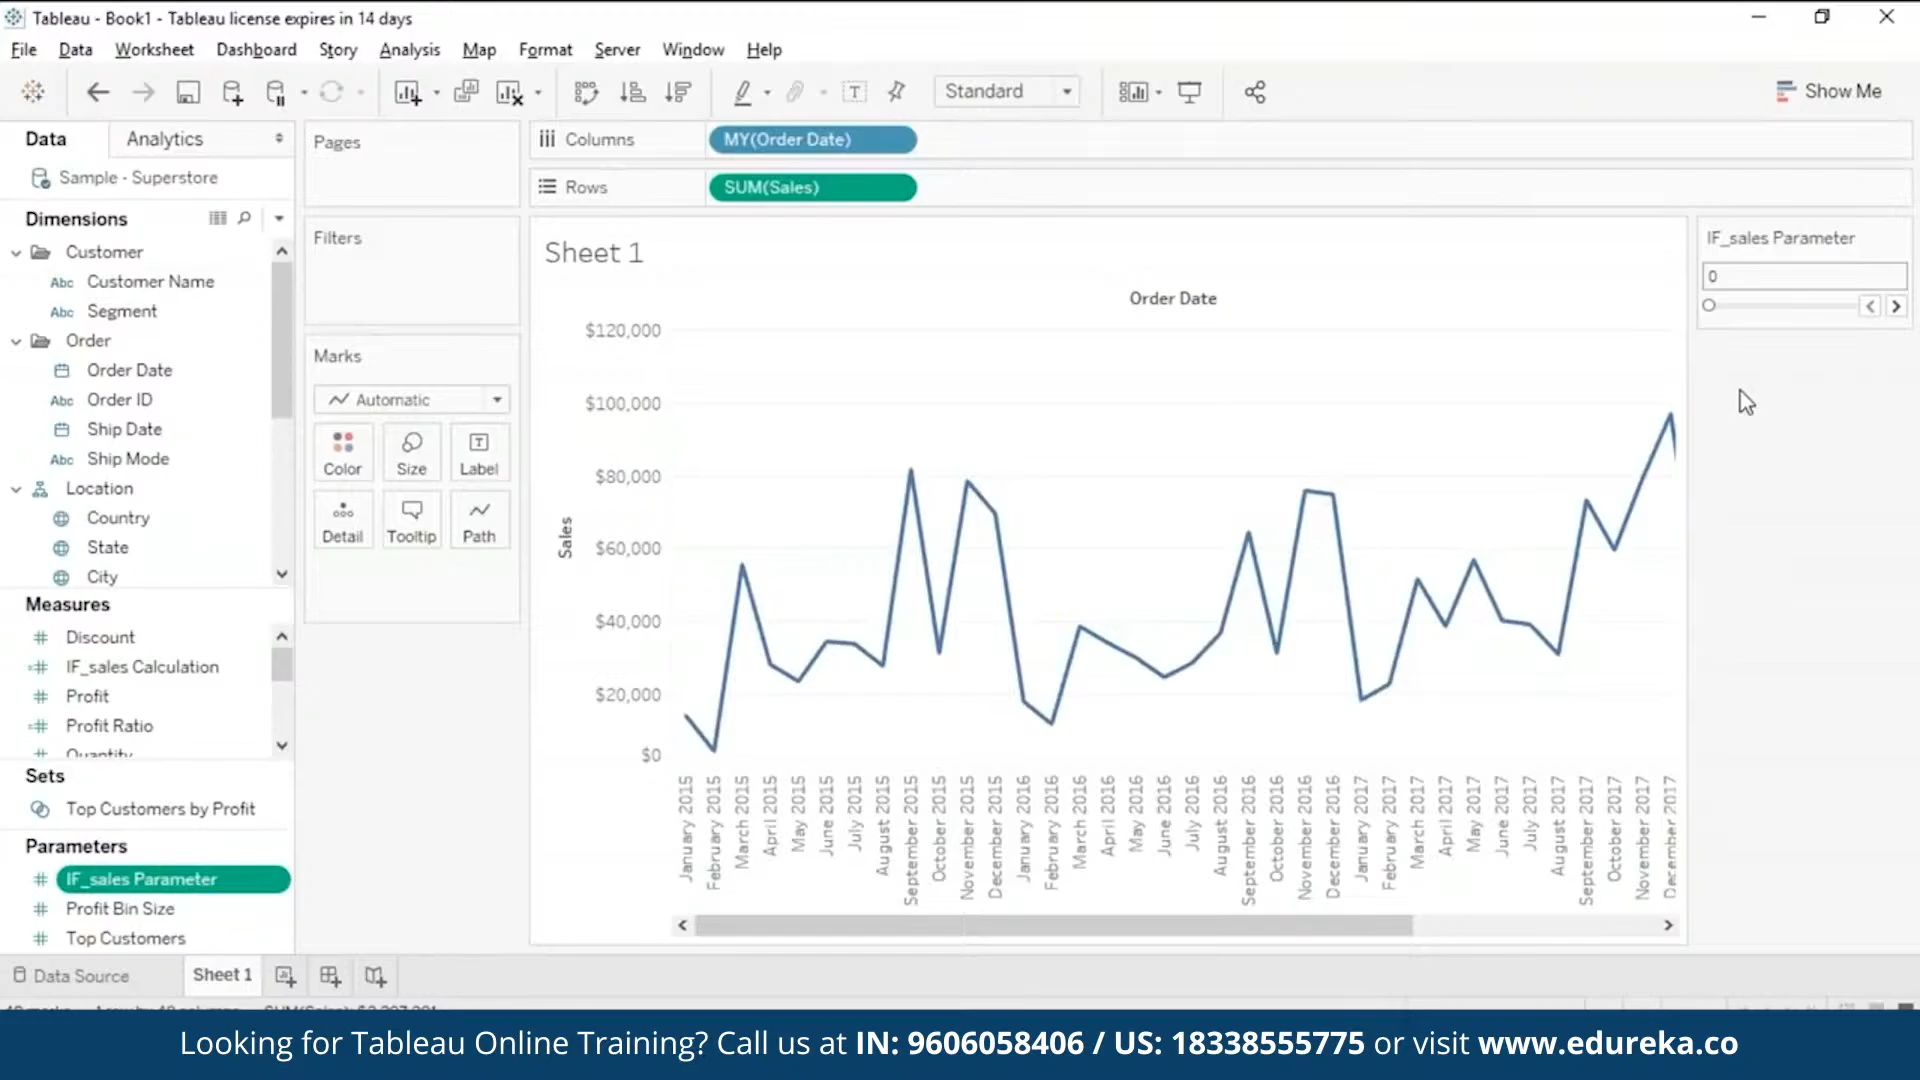 Tableau - Book1 - Tableau license expires in 14 days
File Data Worksheet Dashboard Story Analysis Map Format Server Window Help
Standard
Show Me
Data
Analytics
Sample - Superstore
Dimensions
Customer
Abc Customer Name
Abc Segment
Order
Order Date
Abc Order ID
Ship Date
Abc Ship Mode
Location
Country
State
City
Measures
Discount
IF_sales Calculation
Profit
Profit Ratio
Quantity
Sets
Top Customers by Profit
Parameters
IF_sales Parameter
Profit Bin Size
Top Customers
Pages
Filters
Marks
Automatic
Color Size Label
Detail Tooltip Path
Columns MY(Order Date)
Rows SUM(Sales)
Sheet 1
Order Date
Sales
$120,000
$100,000
$80,000
$60,000
$40,000
$20,000
$0
January 2015
February 2015
March 2015
April 2015
May 2015
June 2015
July 2015
August 2015
September 2015
October 2015
November 2015
December 2015
January 2016
February 2016
March 2016
April 2016
May 2016
June 2016
July 2016
August 2016
September 2016
October 2016
November 2016
December 2016
January 2017
February 2017
March 2017
April 2017
May 2017
June 2017
July 2017
August 2017
September 2017
October 2017
November 2017
December 2017
IF_sales Parameter
0
Data Source
Sheet 1
Looking for Tableau Online Training? Call us at IN: 9606058406 / US: 18338555775 or visit www.edureka.co